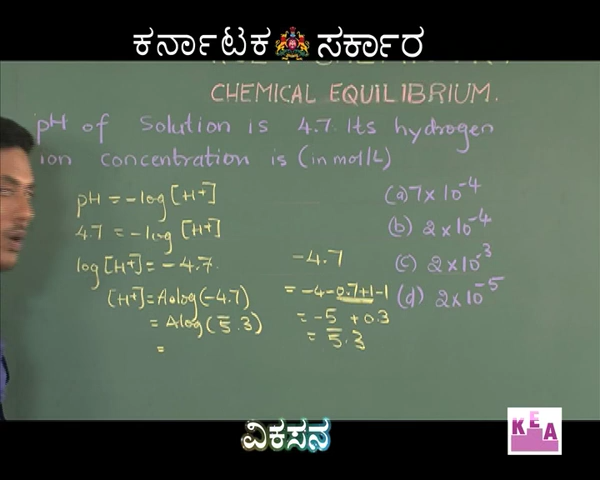 ಕರ್ನಾಟಕ ಸರ್ಕಾರ
CHEMICAL EQUILIBRIUM.
pH of Solution is 4.7. Its hydrogen
ion concentration is (in mol/L)
pH = -log [H+]
4.7 = -log [H+]
log [H+] = - 4.7
[H+] = Alog (-4.7)
= Alog (5̅.3)
=
-4.7
= -4-0.7+1-1
= -5 +0.3
= 5̅.3
(a) 7 x 10⁻⁴
(b) 2 x 10⁻⁴
(c) 2 x 10⁻³
(d) 2 x 10⁻⁵
ವಿಕಸನ
KEA